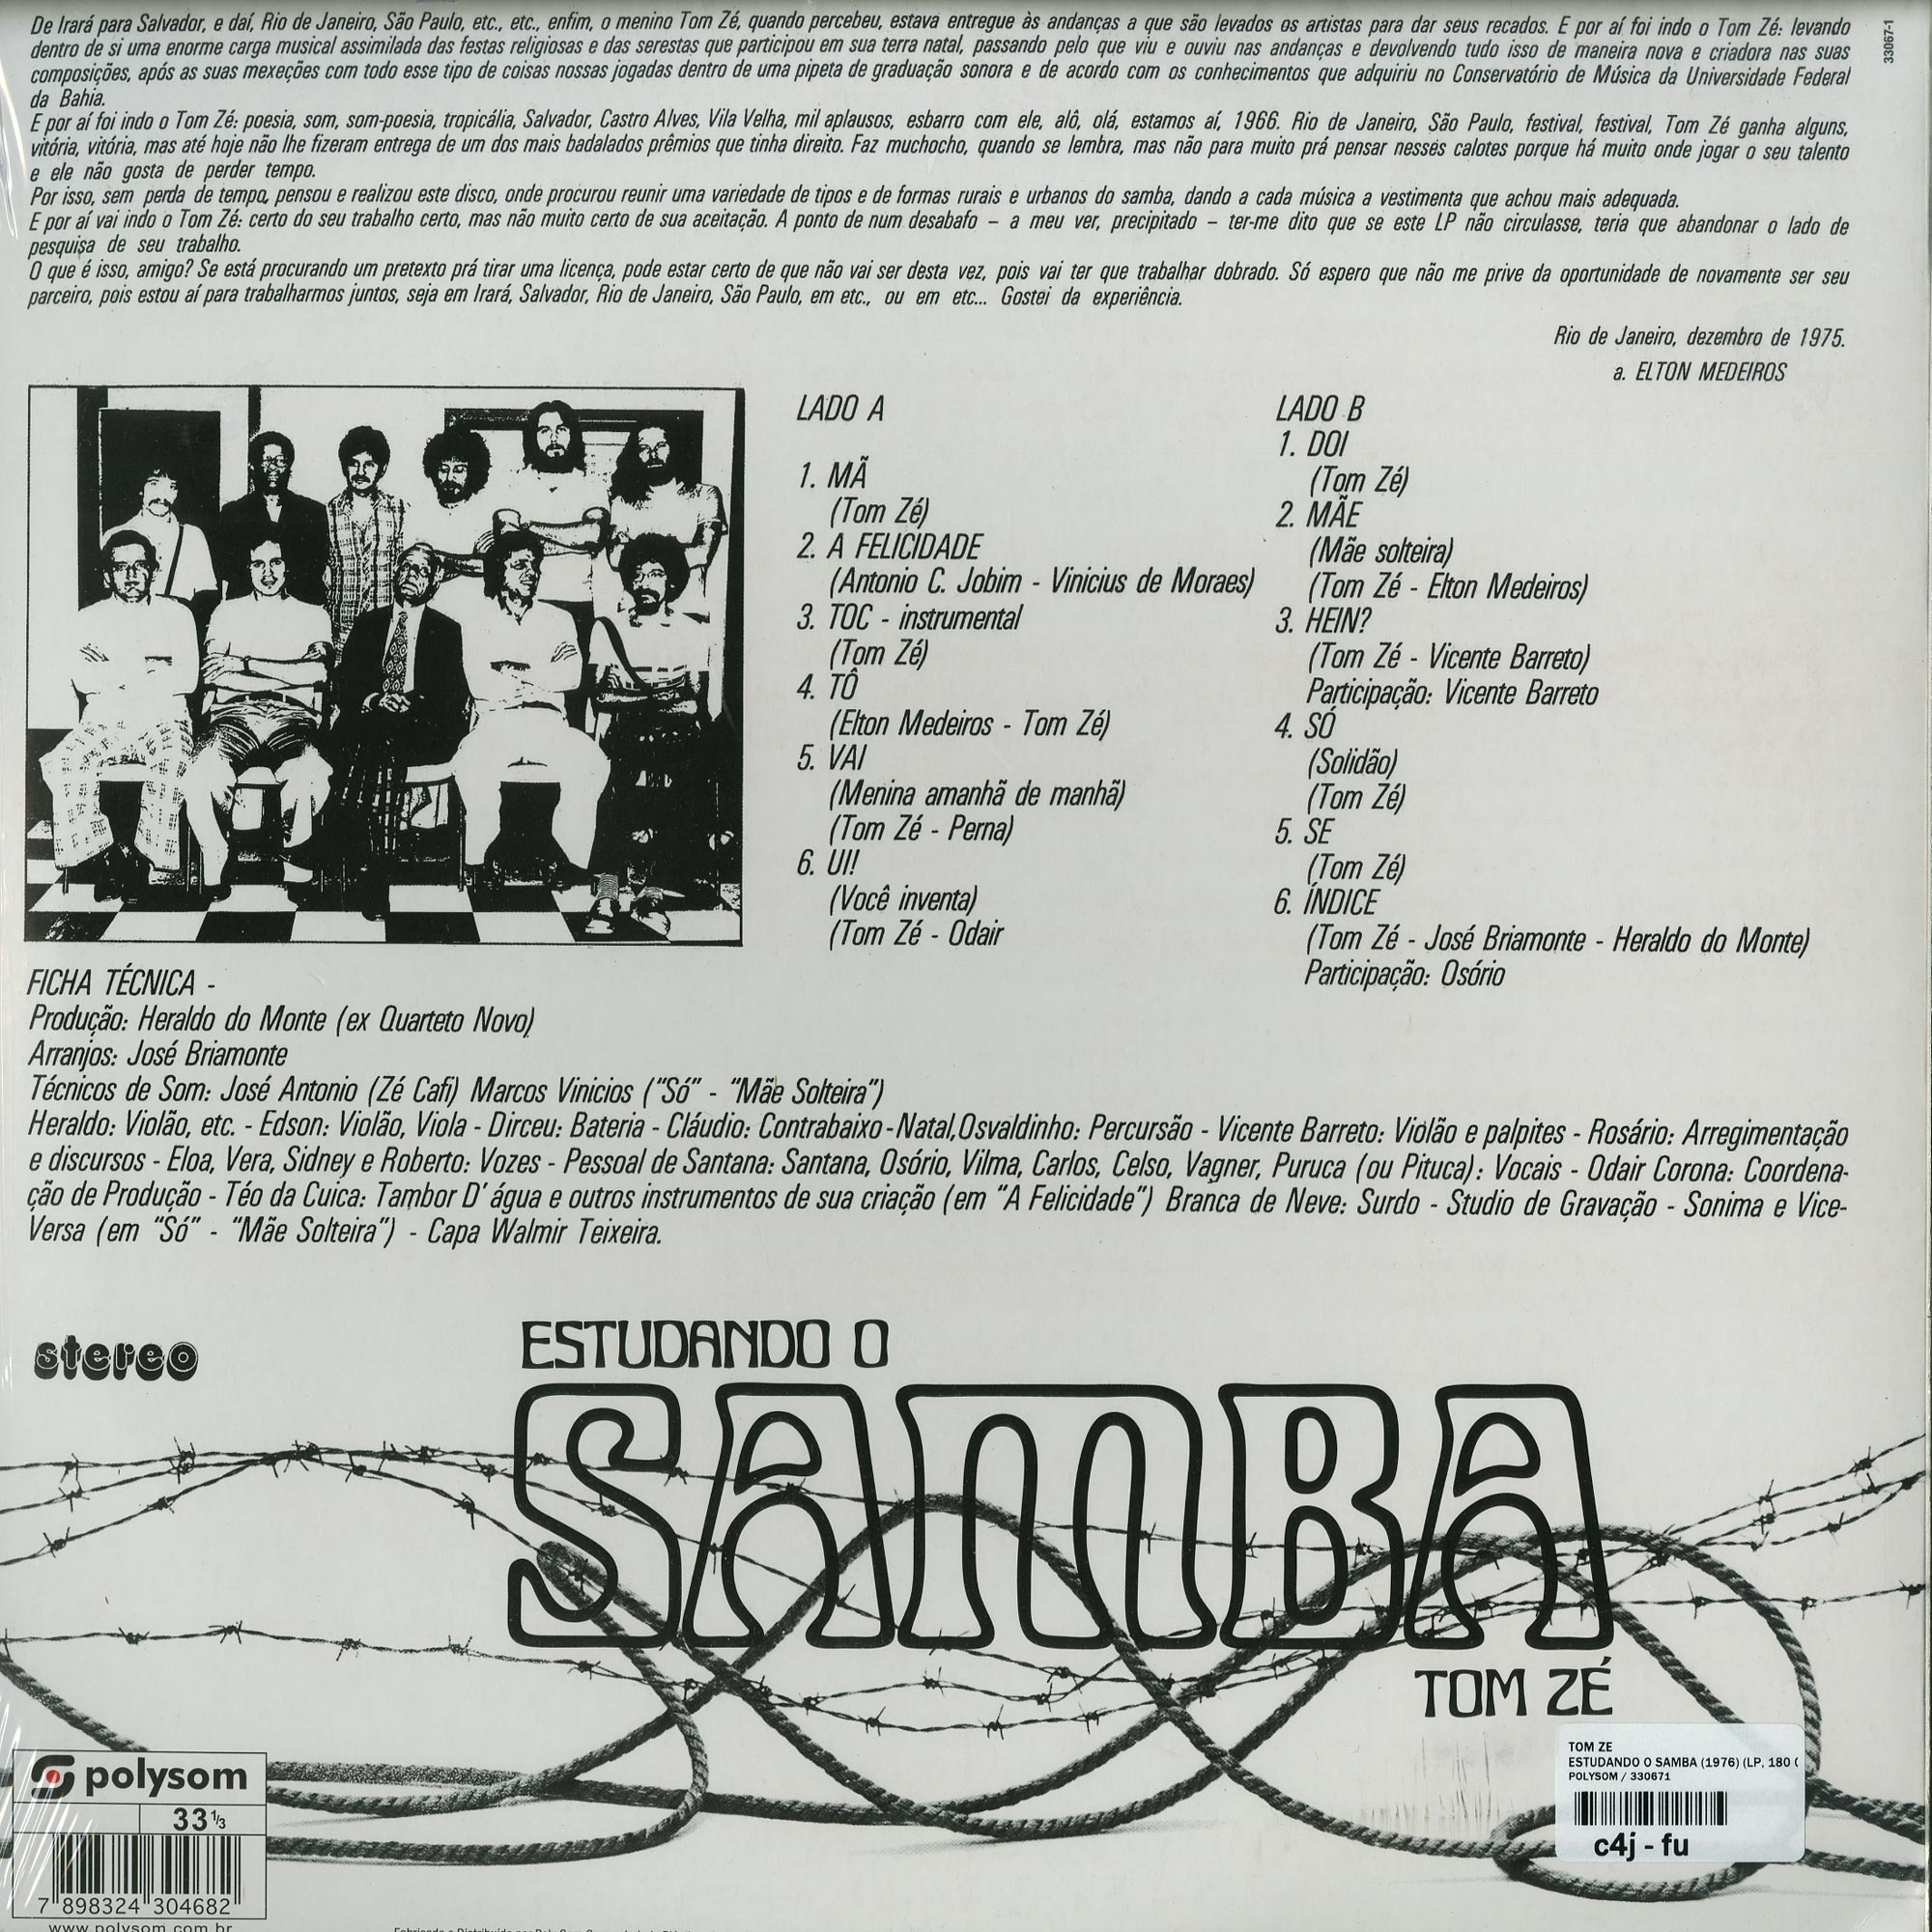 De Irará para Salvador, e daí, Rio de Janeiro, São Paulo, etc., etc., enfim, o menino Tom Zé, quando percebeu, estava entregue às andanças a que são levados os artistas para dar seus recados. E por aí foi indo o Tom Zé: levando
dentro de si uma enorme carga musical assimilada das festas religiosas e das serestas que participou em sua terra natal, passando pelo que viu e ouviu nas andanças e devolvendo tudo isso de maneira nova e criadora nas suas
composições, após as suas mexeções com todo esse tipo de coisas nossas jogadas dentro de uma pipeta de graduação sonora e de acordo com os conhecimentos que adquiriu no Conservatório de Música da Universidade Federal
da Bahia.
E por aí foi indo o Tom Zé: poesia, som, som-poesia, tropicália, Salvador, Castro Alves, Vila Velha, mil aplausos, esbarro com ele, alô, olá, estamos aí, 1966. Rio de Janeiro, São Paulo, festival, festival, Tom Zé ganha alguns,
vitória, vitória, mas até hoje não lhe fizeram entrega de um dos mais badalados prêmios que tinha direito. Faz muchocho, quando se lembra, mas não para muito prá pensar nesses calotes porque há muito onde jogar o seu talento
e ele não gosta de perder tempo.
Por isso, sem perda de tempo, pensou e realizou este disco, onde procurou reunir uma variedade de tipos e de formas rurais e urbanos do samba, dando a cada música a vestimenta que achou mais adequada.
E por aí vai indo o Tom Zé: certo do seu trabalho certo, mas não muito certo de sua aceitação. A ponto de num desabafo – a meu ver, precipitado – ter-me dito que se este LP não circulasse, teria que abandonar o lado de
pesquisa de seu trabalho.
O que é isso, amigo? Se está procurando um pretexto prá tirar uma licença, pode estar certo de que não vai ser desta vez, pois vai ter que trabalhar dobrado. Só espero que não me prive da oportunidade de novamente ser seu
parceiro, pois estou aí para trabalharmos juntos, seja em Irará, Salvador, Rio de Janeiro, São Paulo, em etc., ou em etc... Gostei da experiência.
Rio de Janeiro, dezembro de 1975.
a. ELTON MEDEIROS
33067-1
LADO A
1. MÃ
(Tom Zé)
2. A FELICIDADE
(Antonio C. Jobim - Vinicius de Moraes)
3. TOC - instrumental
(Tom Zé)
4. TÔ
(Elton Medeiros - Tom Zé)
5. VAI
(Menina amanhã de manhã)
(Tom Zé - Perna)
6. UI!
(Você inventa)
(Tom Zé - Odair
LADO B
1. DOI
(Tom Zé)
2. MÃE
(Mãe solteira)
(Tom Zé - Elton Medeiros)
3. HEIN?
(Tom Zé - Vicente Barreto)
Participação: Vicente Barreto
4. SÓ
(Solidão)
(Tom Zé)
5. SE
(Tom Zé)
6. ÍNDICE
(Tom Zé - José Briamonte - Heraldo do Monte)
Participação: Osório
FICHA TÉCNICA -
Produção: Heraldo do Monte (ex Quarteto Novo)
Arranjos: José Briamonte
Técnicos de Som: José Antonio (Zé Cafi) Marcos Vinicios (“Só” - “Mãe Solteira”)
Heraldo: Violão, etc. - Edson: Violão, Viola - Dirceu: Bateria - Cláudio: Contrabaixo - Natal,Osvaldinho: Percursão - Vicente Barreto: Violão e palpites - Rosário: Arregimentação
e discursos - Eloa, Vera, Sidney e Roberto: Vozes - Pessoal de Santana: Santana, Osório, Vilma, Carlos, Celso, Vagner, Puruca (ou Pituca): Vocais - Odair Corona: Coordena-
ção de Produção - Téo da Cuica: Tambor D' água e outros instrumentos de sua criação (em “A Felicidade”) Branca de Neve: Surdo - Studio de Gravação - Sonima e Vice-
Versa (em “Só” - “Mãe Solteira”) - Capa Walmir Teixeira.
stereo
ESTUDANDO O
SAMBA
TOM ZÉ
polysom
33 1/3
7 898324 304682
www.polysom.com.br
TOM ZE
ESTUDANDO O SAMBA (1976) (LP, 180 G
POLYSOM / 330671
c4j - fu